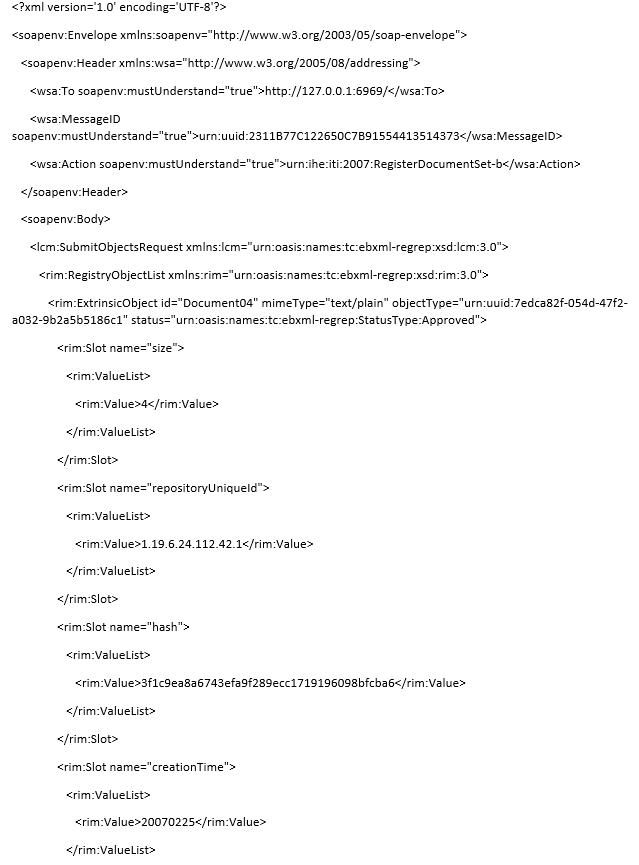 <?xml version='1.0' encoding='UTF-8'?>
<soapenv:Envelope xmlns:soapenv="http://www.w3.org/2003/05/soap-envelope">
<soapenv:Header xmlns:wsa="http://www.w3.org/2005/08/addressing">
<wsa:To soapenv:mustUnderstand="true">http://127.0.0.1:6969/</wsa:To>
<wsa:MessageID
soapenv:mustUnderstand="true">urn:uuid:2311B77C122650C7B91554413514373</wsa:MessageID>
<wsa:Action soapenv:mustUnderstand="true">urn:ihe:iti:2007:RegisterDocumentSet-b</wsa:Action>
</soapenv:Header>
<soapenv:Body>
<lcm:SubmitObjectsRequest xmlns:lcm="urn:oasis:names:tc:ebxml-regrep:xsd:lcm:3.0">
<rim:RegistryObjectList xmlns:rim="urn:oasis:names:tc:ebxml-regrep:xsd:rim:3.0">
<rim:ExtrinsicObject id="Document04" mimeType="text/plain" objectType="urn:uuid:7edca82f-054d-47f2-
a032-9b2a5b5186c1" status="urn:oasis:names:tc:ebxml-regrep:StatusType:Approved">
<rim:Slot name="size">
<rim:ValueList>
<rim:Value>4</rim:Value>
</rim:ValueList>
</rim:Slot>
<rim:Slot name="repositoryUniqueId">
<rim:ValueList>
<rim:Value>1.19.6.24.112.42.1</rim:Value>
</rim:ValueList>
</rim:Slot>
<rim:Slot name="hash">
<rim:ValueList>
<rim:Value>3f1c9ea8a6743efa9f289ecc1719196098bfcba6</rim:Value>
</rim:ValueList>
</rim:Slot>
<rim:Slot name="creationTime">
<rim:ValueList>
<rim:Value>20070225</rim:Value>
</rim:ValueList>